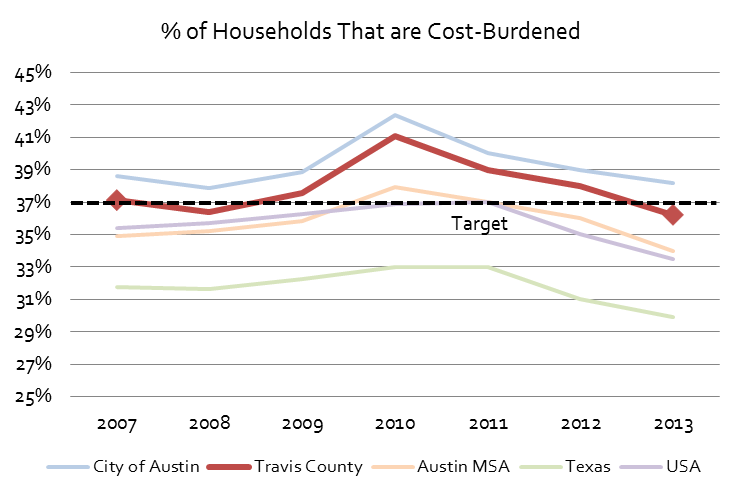 % of Households That are Cost-Burdened
45%
43%
41%
39%
37%
35%
33%
31%
29%
27%
25%
Target
2007 2008 2009 2010 2011 2012 2013
City of Austin Travis County Austin MSA Texas USA